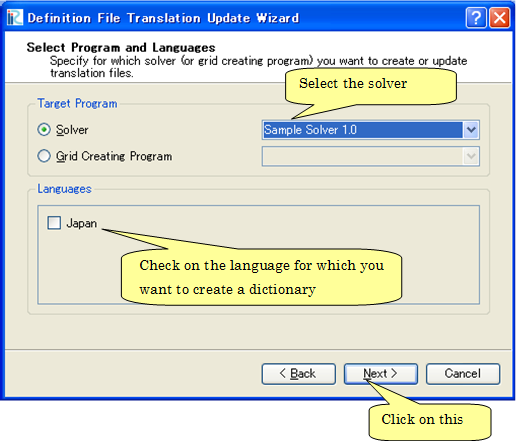 Definition File Translation Update Wizard
Select Program and Languages
Specify for which solver (or grid creating program) you want to create or update
translation files.
Select the solver
Target Program
Solver
Sample Solver 1.0
Grid Creating Program
Languages
Japan
Check on the language for which you
want to create a dictionary
< Back
Next >
Cancel
Click on this